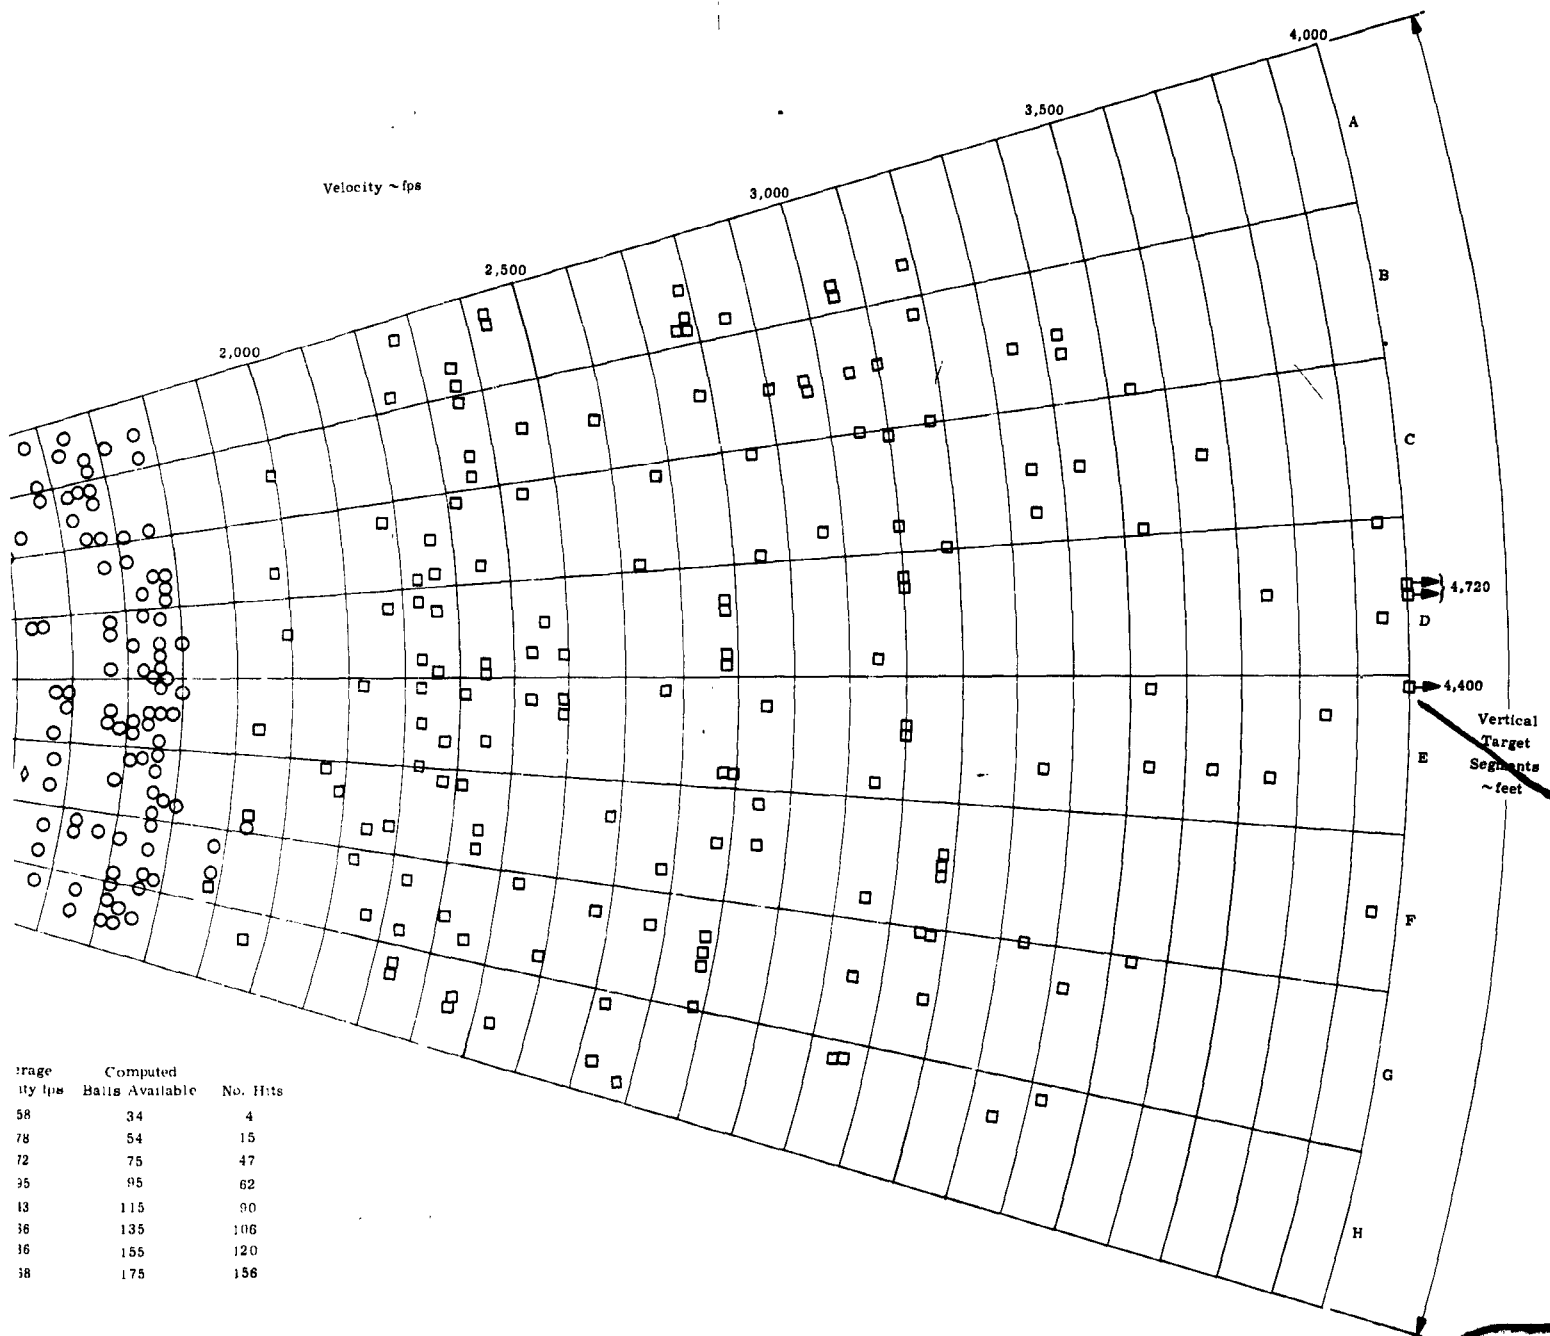 4,000
3,500
A
Velocity ~ fps
3,000
B
2,500
2,000
C
4,720
D
4,400
Vertical
Target
Segments
~ feet
E
F
G
H
Computed
Balls Available No. Hits
34 4
54 15
75 47
95 62
115 90
135 106
155 120
175 156